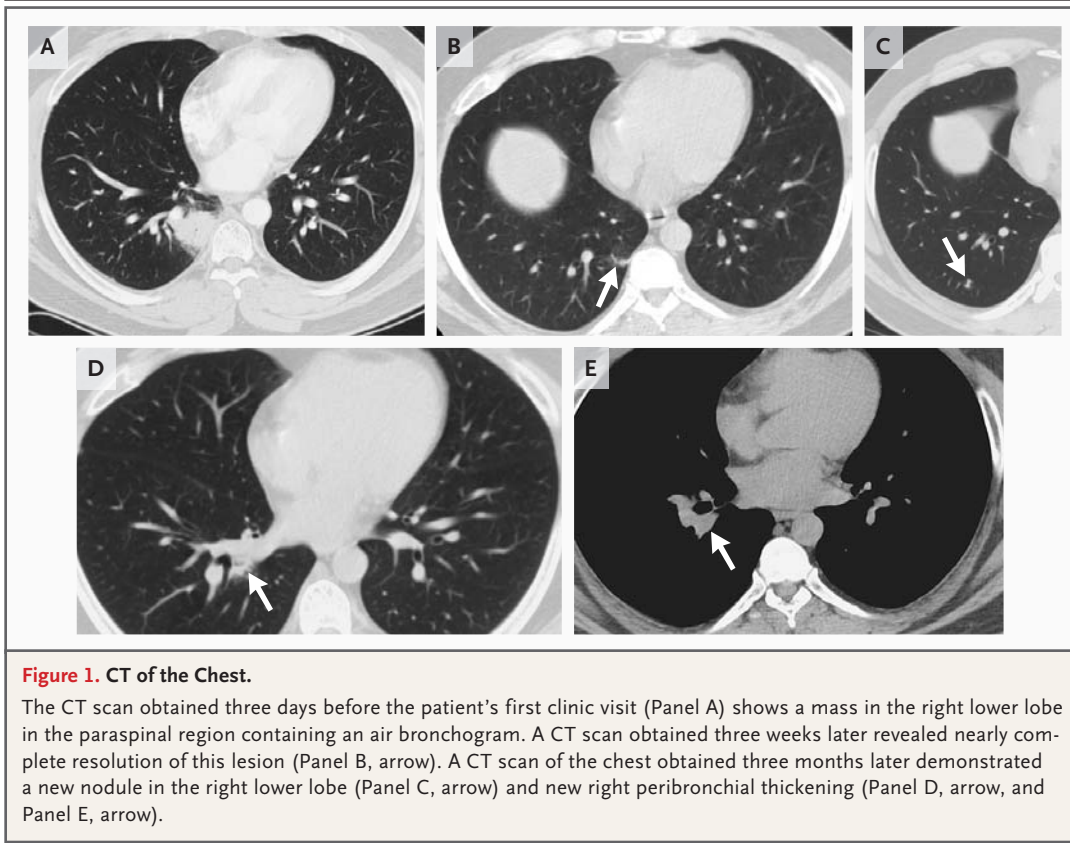 A
B
C
D
E
Figure 1. CT of the Chest.
The CT scan obtained three days before the patient’s first clinic visit (Panel A) shows a mass in the right lower lobe
in the paraspinal region containing an air bronchogram. A CT scan obtained three weeks later revealed nearly com-
plete resolution of this lesion (Panel B, arrow). A CT scan of the chest obtained three months later demonstrated
a new nodule in the right lower lobe (Panel C, arrow) and new right peribronchial thickening (Panel D, arrow, and
Panel E, arrow).